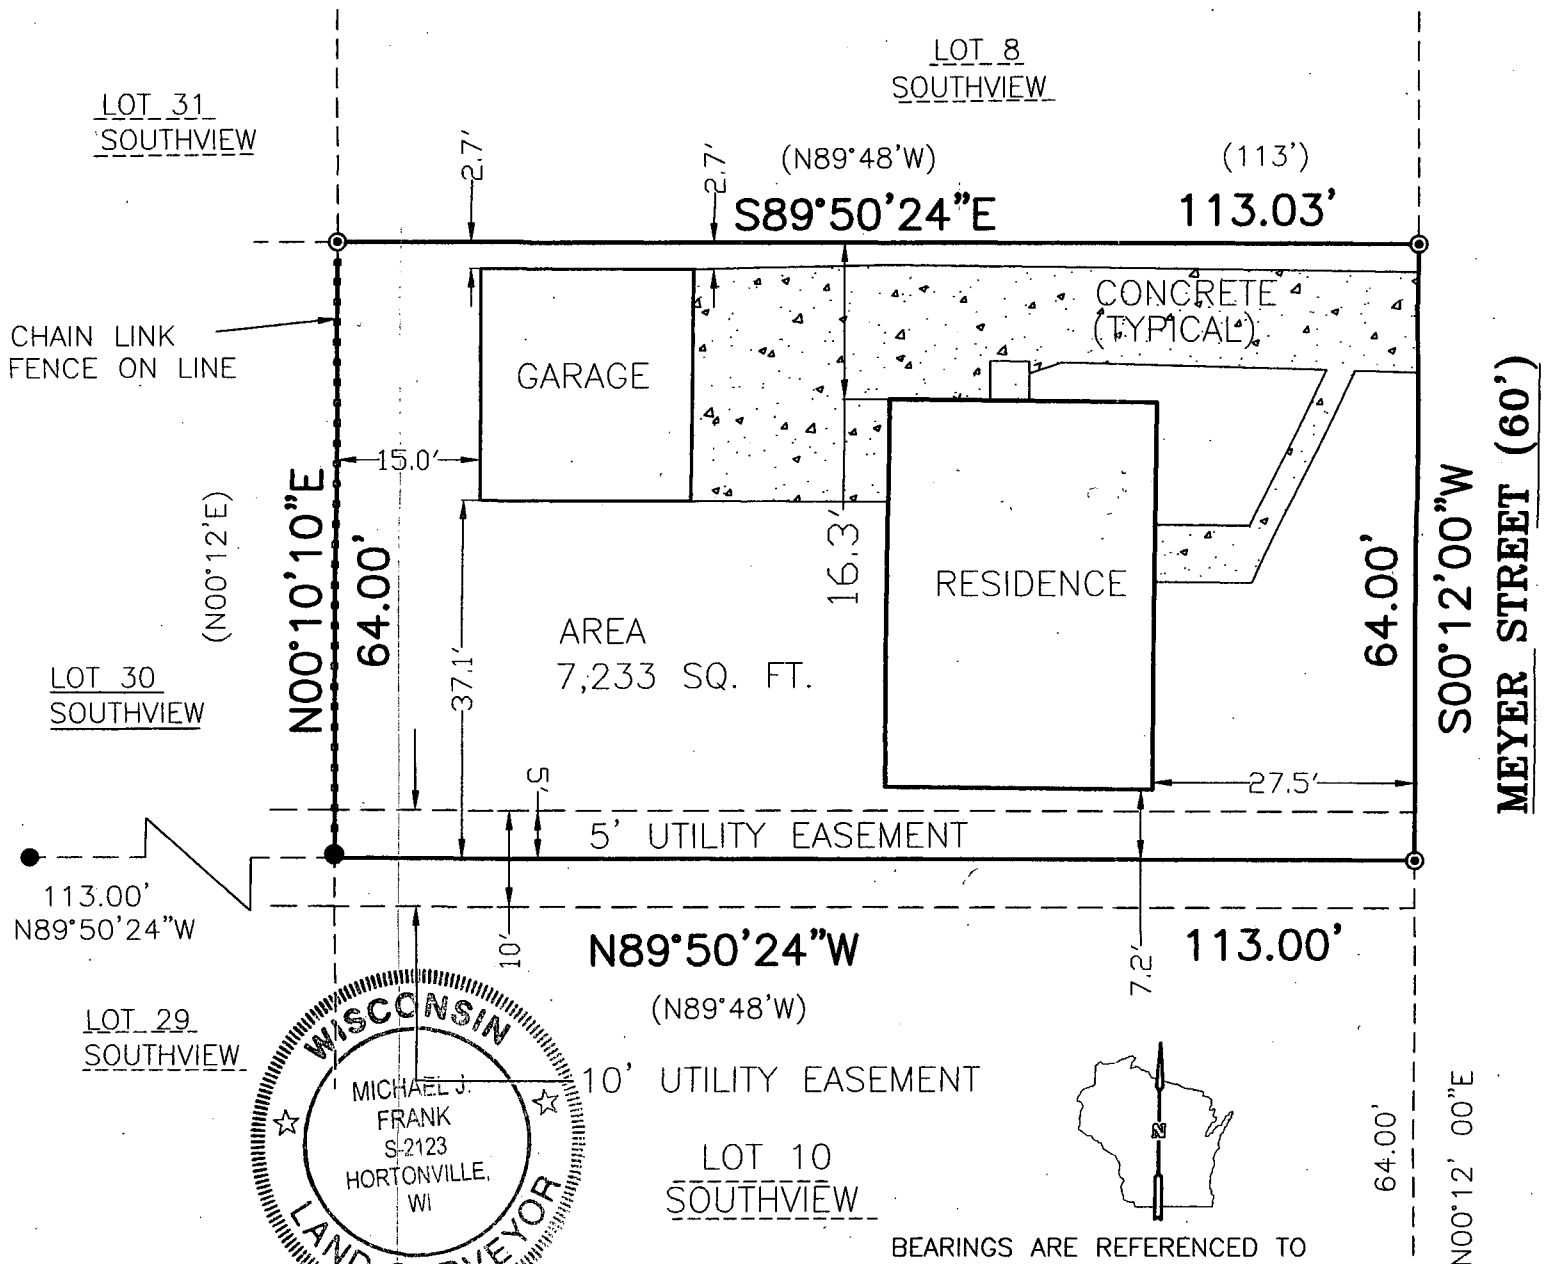 LOT 8
SOUTHVIEW
LOT 31
SOUTHVIEW
2.7'
2.7'
(N89°48'W)
(113')
S89°50'24"E
113.03'
CHAIN LINK
FENCE ON LINE
GARAGE
CONCRETE
(TYPICAL)
15.0'
16.3'
N00°10'10"E
(N00°12'E)
64.00'
37.1'
AREA
7,233 SQ. FT.
RESIDENCE
64.00'
S00°12'00"W
MEYER STREET (60')
LOT 30
SOUTHVIEW
5'
27.5'
5' UTILITY EASEMENT
113.00'
N89°50'24"W
10'
N89°50'24"W
113.00'
7.2'
(N89°48'W)
LOT 29
SOUTHVIEW
WISCONSIN
MICHAEL J.
FRANK
S-2123
HORTONVILLE,
WI
LAND SURVEYOR
10' UTILITY EASEMENT
LOT 10
SOUTHVIEW
N
64.00'
N00°12' 00"E
BEARINGS ARE REFERENCED TO